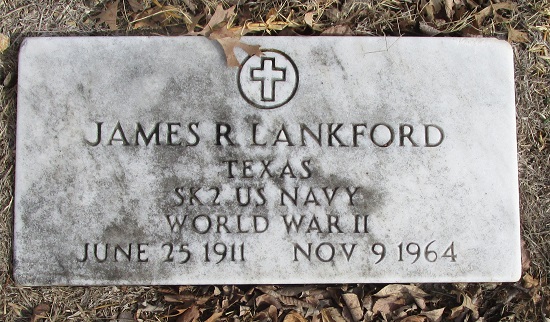 JAMES R LANKFORD
TEXAS
SK2 US NAVY
WORLD WAR II
JUNE 25 1911 NOV 9 1964